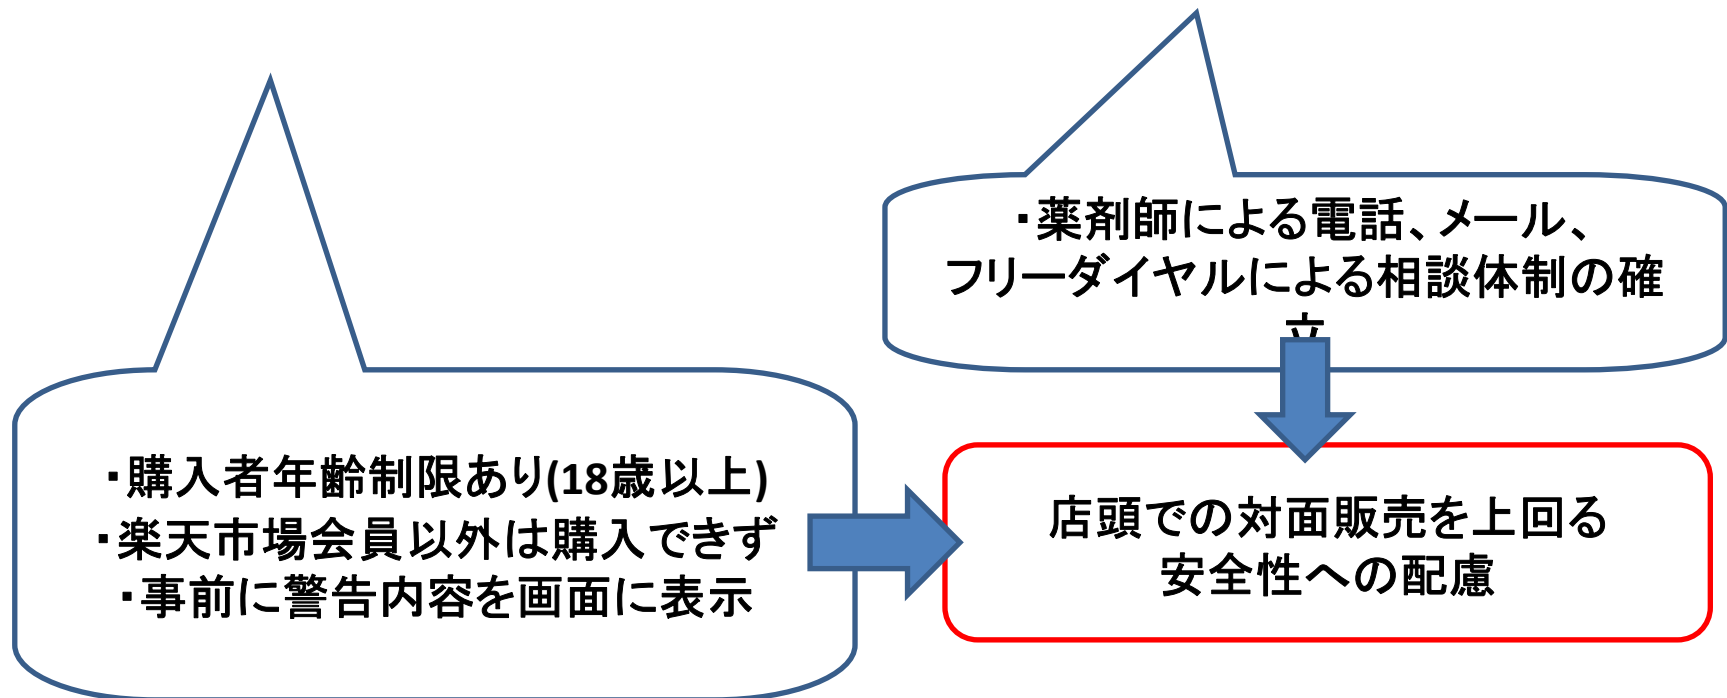 ・薬剤師による電話、メール、
フリーダイヤルによる相談体制の確
立
・購入者年齢制限あり(18歳以上)
・楽天市場会員以外は購入できず
・事前に警告内容を画面に表示
店頭での対面販売を上回る
安全性への配慮